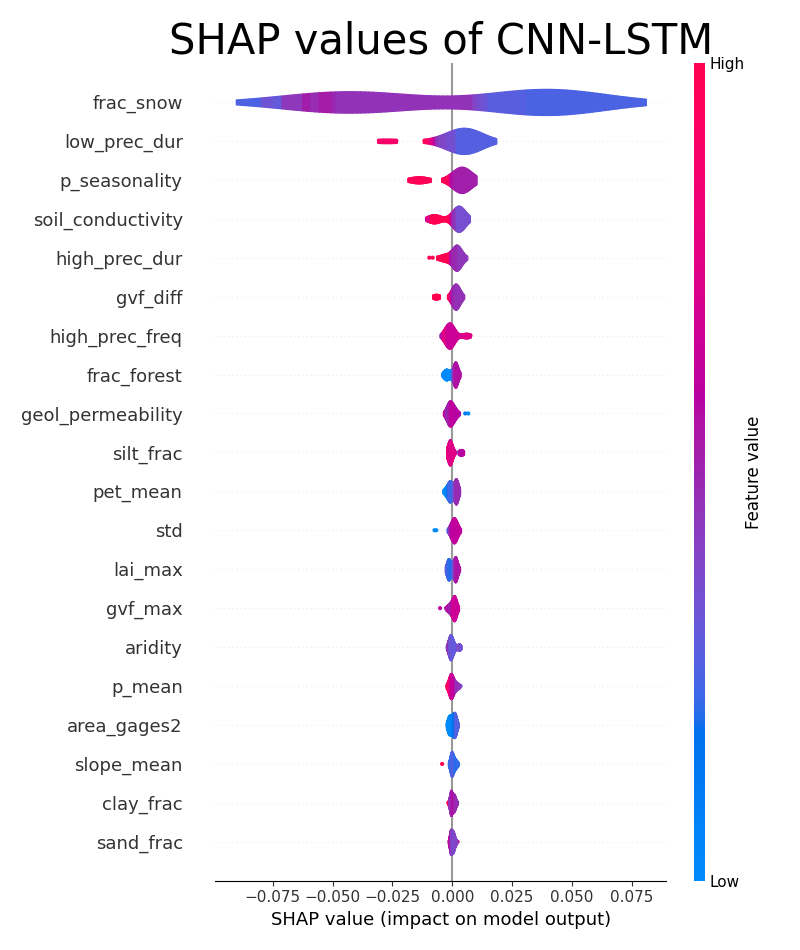 SHAP values of CNN-LSTM
High
frac_snow
low_prec_dur
p_seasonality
soil_conductivity
high_prec_dur
gvf_diff
high_prec_freq
frac_forest
geol_permeability
silt_frac
pet_mean
std
lai_max
gvf_max
aridity
p_mean
area_gages2
slope_mean
clay_frac
sand_frac
Feature value
Low
−0.075 −0.050 −0.025 0.000 0.025 0.050 0.075
SHAP value (impact on model output)